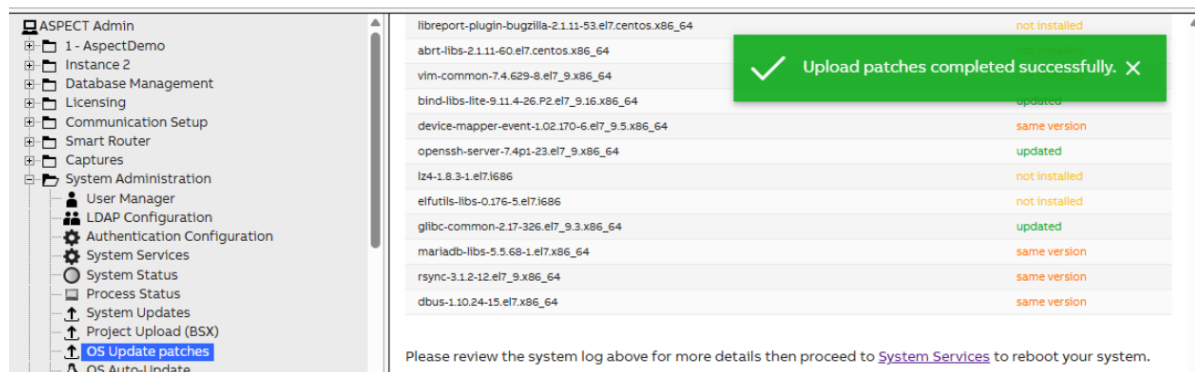 ASPECT Admin
1 - AspectDemo
Instance 2
Database Management
Licensing
Communication Setup
Smart Router
Captures
System Administration
User Manager
LDAP Configuration
Authentication Configuration
System Services
System Status
Process Status
System Updates
Project Upload (BSX)
OS Update patches
OS Auto-Update
libreport-plugin-bugzilla-2.1.11-53.el7.centos.x86_64 not installed
abrt-libs-2.1.11-60.el7.centos.x86_64
Upload patches completed successfully.
vim-common-7.4.629-8.el7_9.x86_64
bind-libs-lite-9.11.4-26.P2.el7_9.16.x86_64 updated
device-mapper-event-1.02.170-6.el7_9.5.x86_64 same version
openssh-server-7.4p1-23.el7_9.x86_64 updated
lz4-1.8.3-1.el7.i686 not installed
elfutils-libs-0.176-5.el7.i686 not installed
glibc-common-2.17-326.el7_9.3.x86_64 updated
mariadb-libs-5.5.68-1.el7.x86_64 same version
rsync-3.1.2-12.el7_9.x86_64 same version
dbus-1.10.24-15.el7.x86_64 same version
Please review the system log above for more details then proceed to System Services to reboot your system.